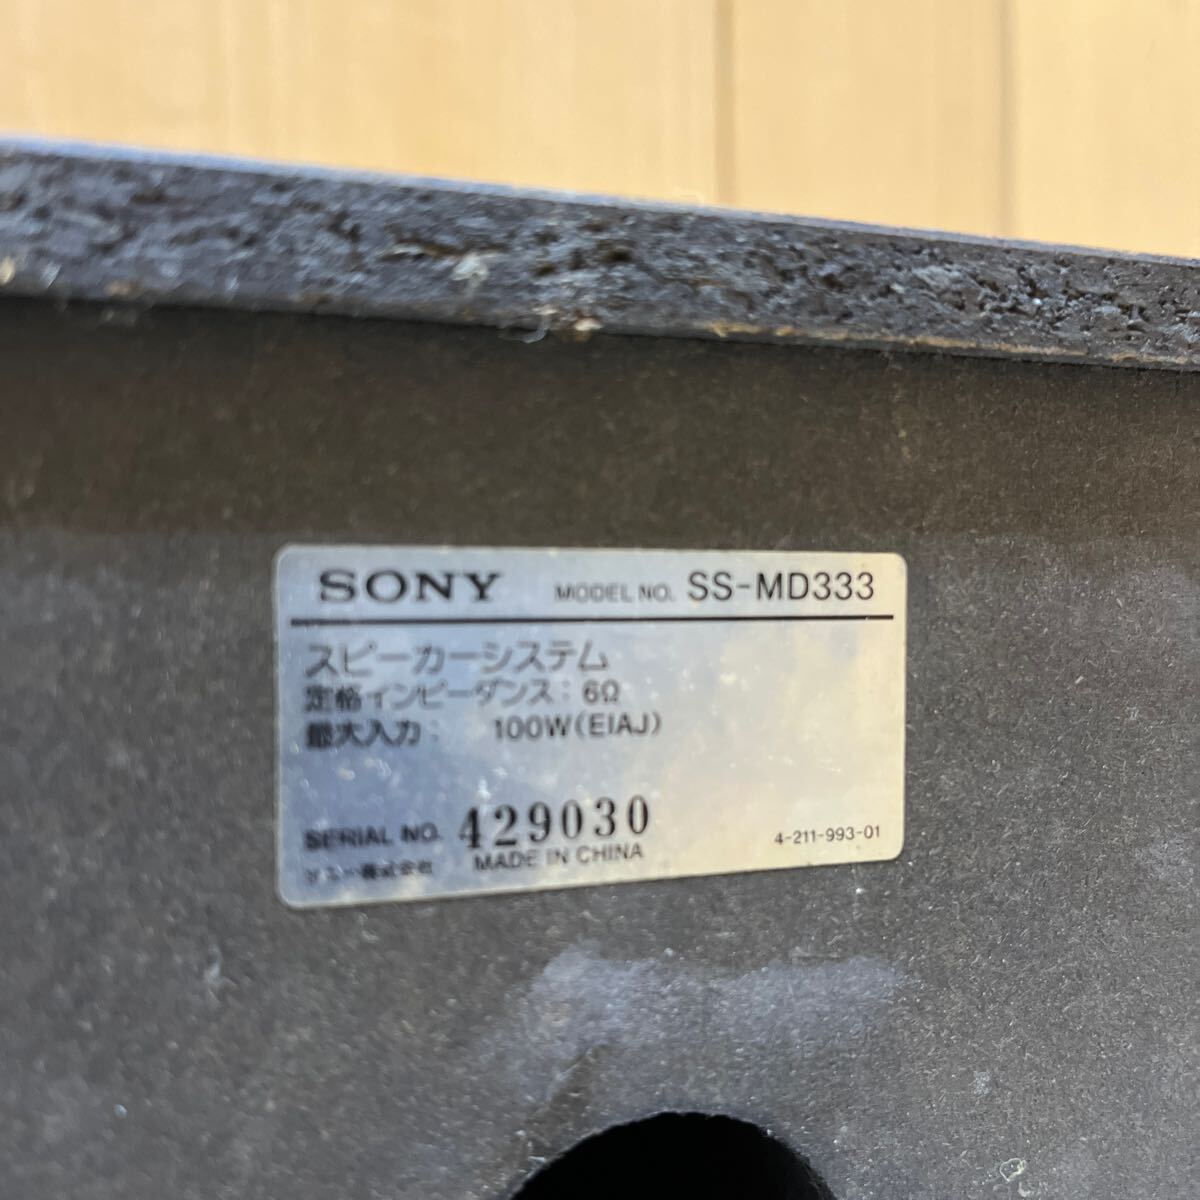 SONY MODEL NO. SS-MD333
スピーカーシステム
定格インピーダンス: 6Ω
最大入力: 100W(EIAJ)
SERIAL NO. 429030 4-211-993-01
ソニー株式会社 MADE IN CHINA